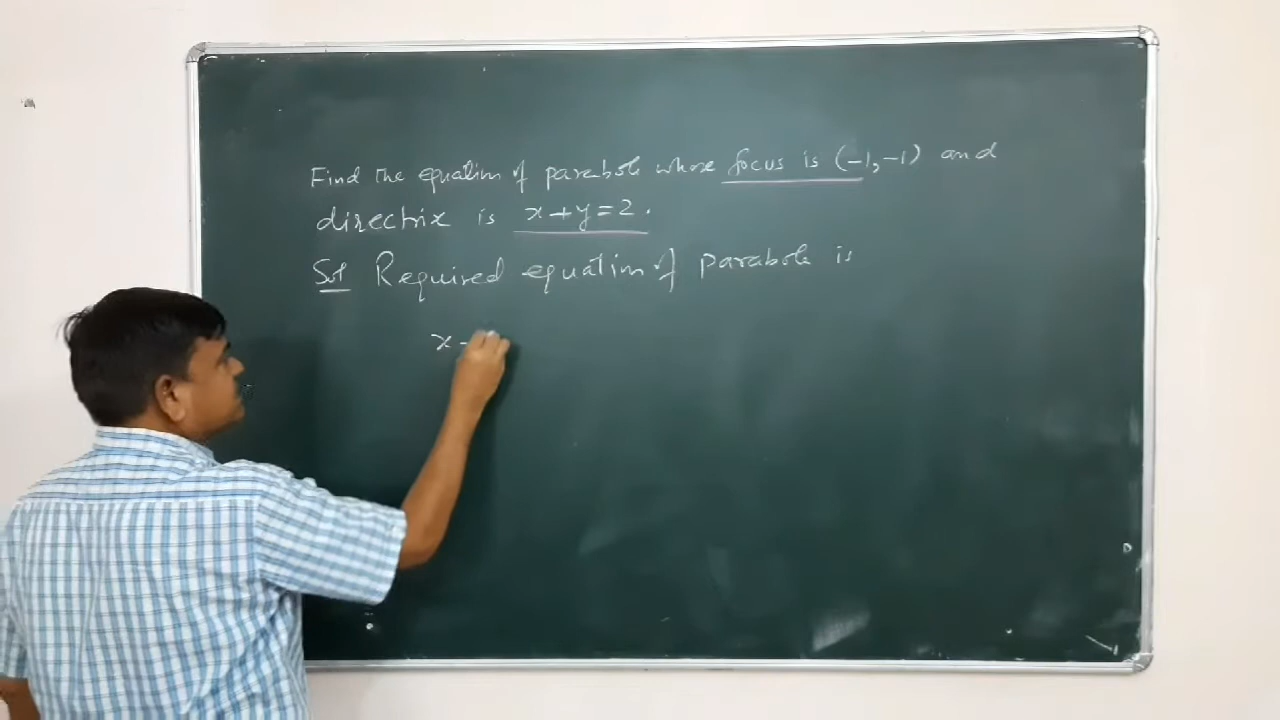 Find the equation of parabola whose focus is (-1,-1) and
directrix is x+y=2.
Sol Required equation of parabola is
x-